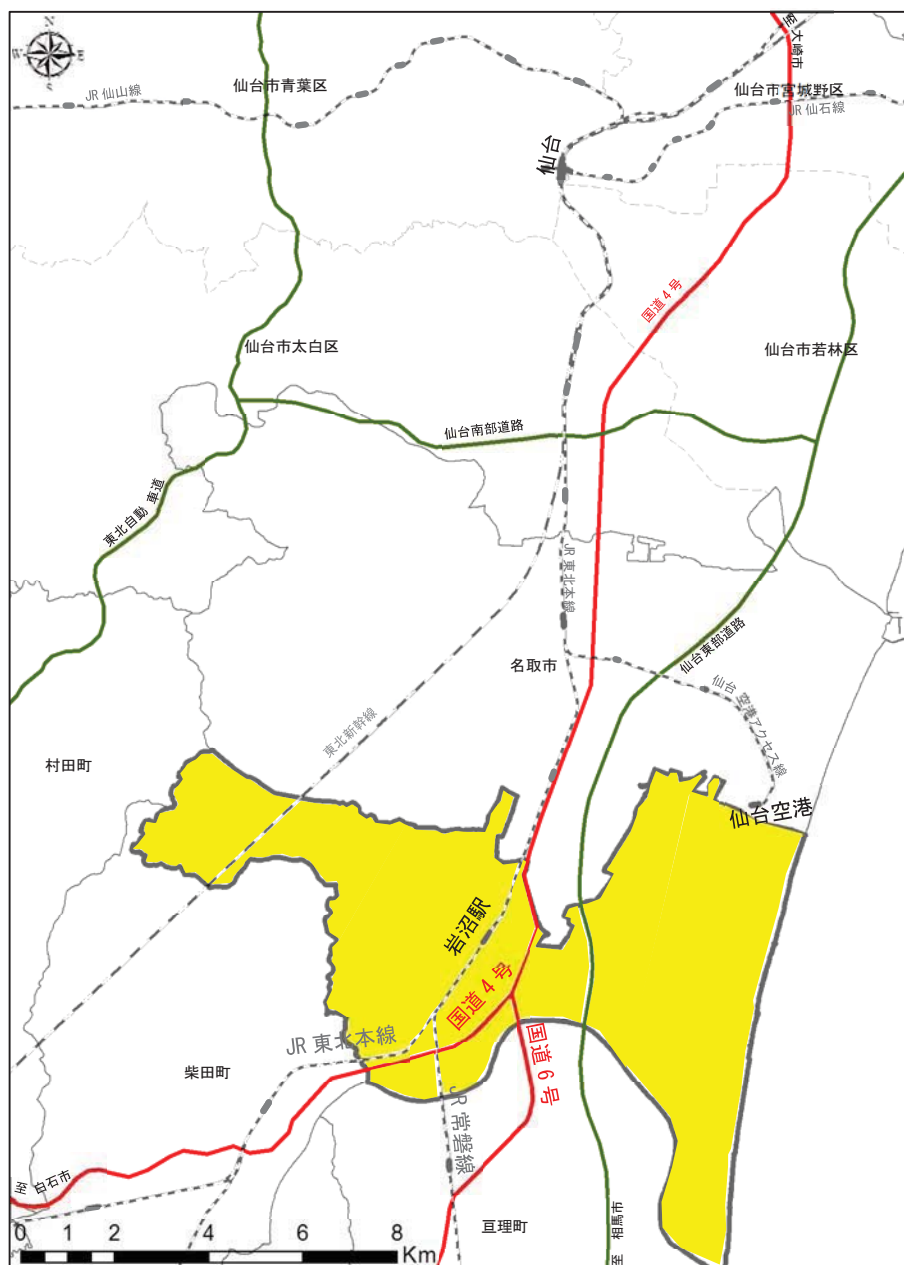 N
W
E
S
至 大崎市
JR 仙山線
仙台市青葉区
仙台市宮城野区
JR 仙石線
仙台
国道4号
仙台市太白区
仙台市若林区
仙台南部道路
東北自動車道
JR 東北本線
名取市
仙台東部道路
仙台空港アクセス線
東北新幹線
村田町
仙台空港
岩沼駅
国道4号
JR 東北本線
国道6号
柴田町
JR 常磐線
至 白石市
亘理町
至 相馬市
0 1 2 4 6 8
Km